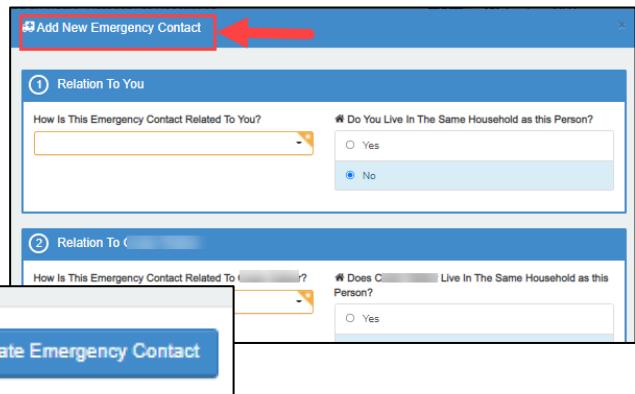 Add New Emergency Contact
×
1 Relation To You
How Is This Emergency Contact Related To You?
Do You Live In The Same Household as this Person?
Yes
No
2 Relation To
How Is This Emergency Contact Related To ?
Does Live In The Same Household as this
Person?
Yes
Emergency Contact